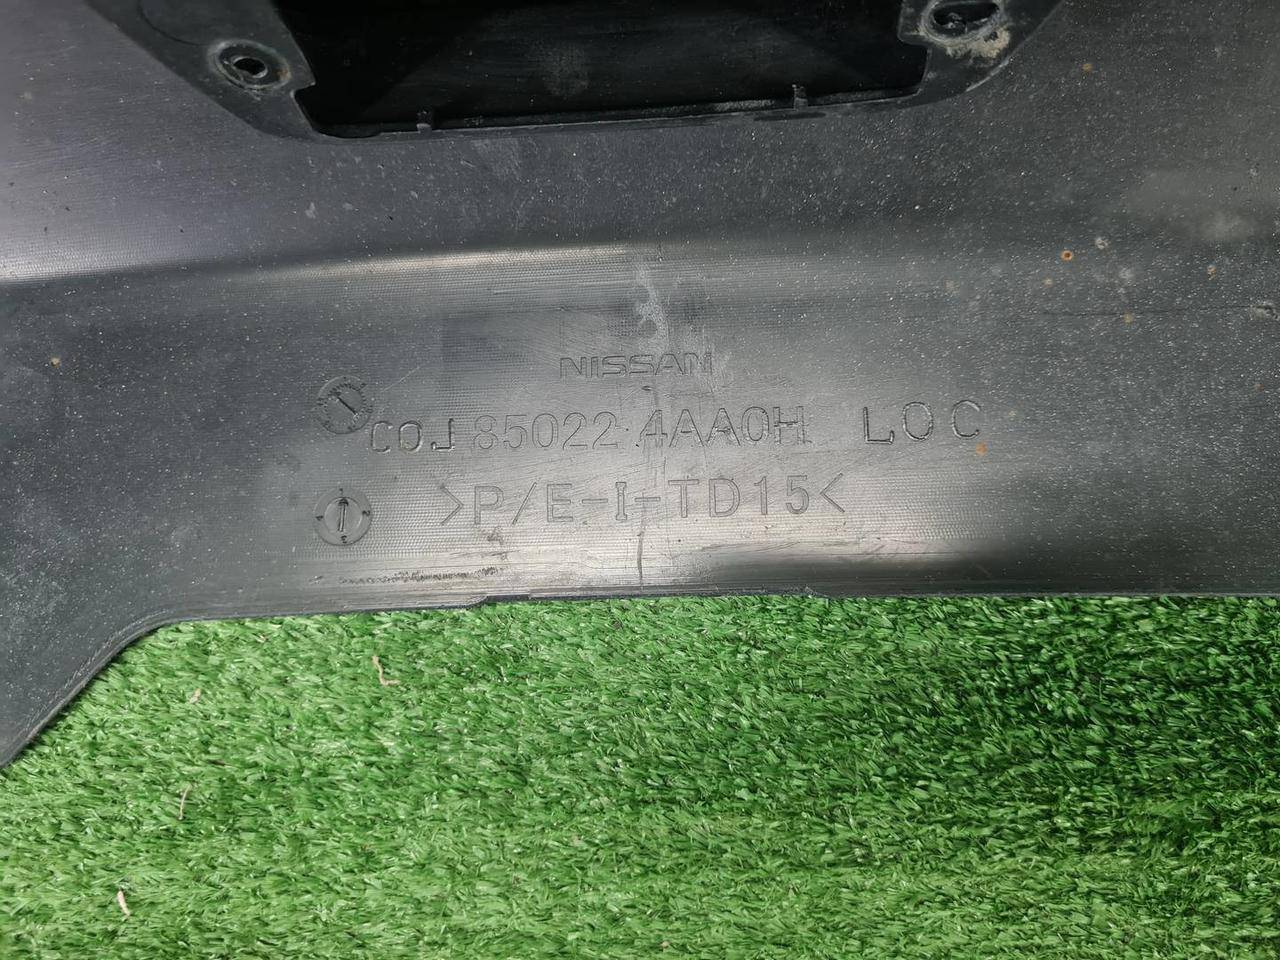 NISSAN
COJ 85022 4AA0H LOC
>P/E-I-TD15<